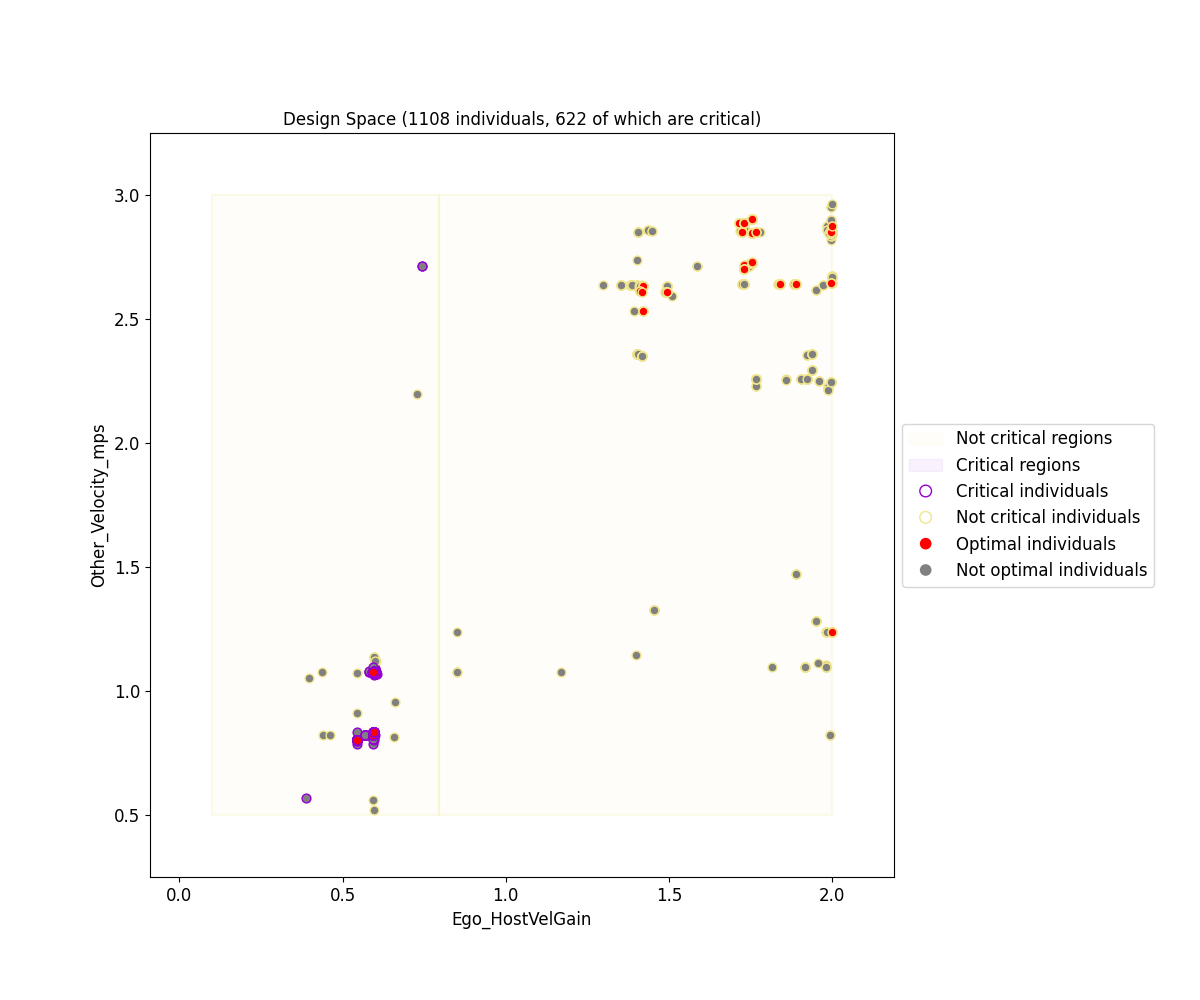 Design Space (1108 individuals, 622 of which are critical)
3.0
2.5
2.0
1.5
1.0
0.5
Other_Velocity_mps
0.0
0.5
1.0
1.5
2.0
Ego_HostVelGain
Not critical regions
Critical regions
Critical individuals
Not critical individuals
Optimal individuals
Not optimal individuals